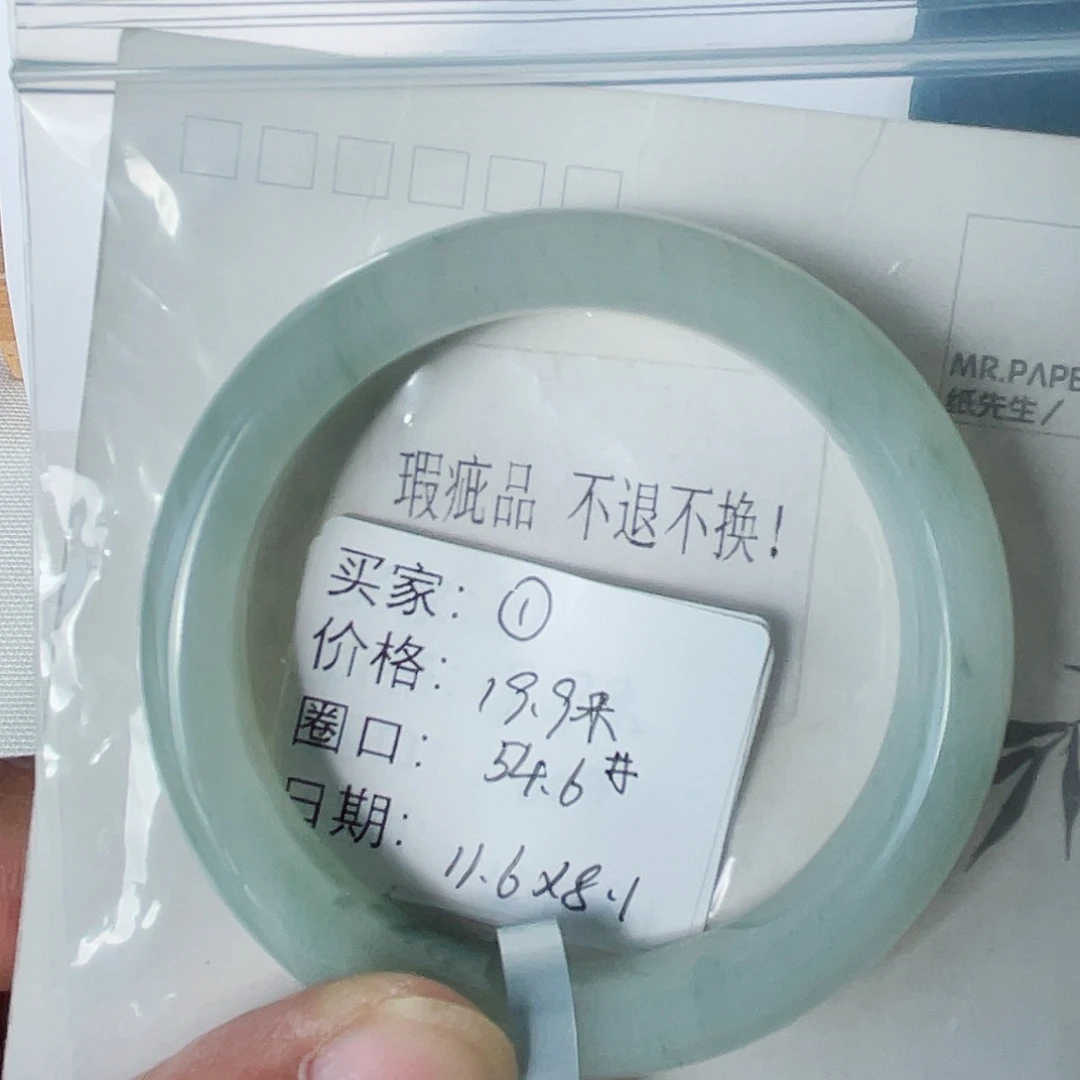 MR.PAPE
纸先生/
瑕疵品 不退不换!
买家: ①
价格: 19.9米
圈口: 54.6#
日期: 11.6x8.1